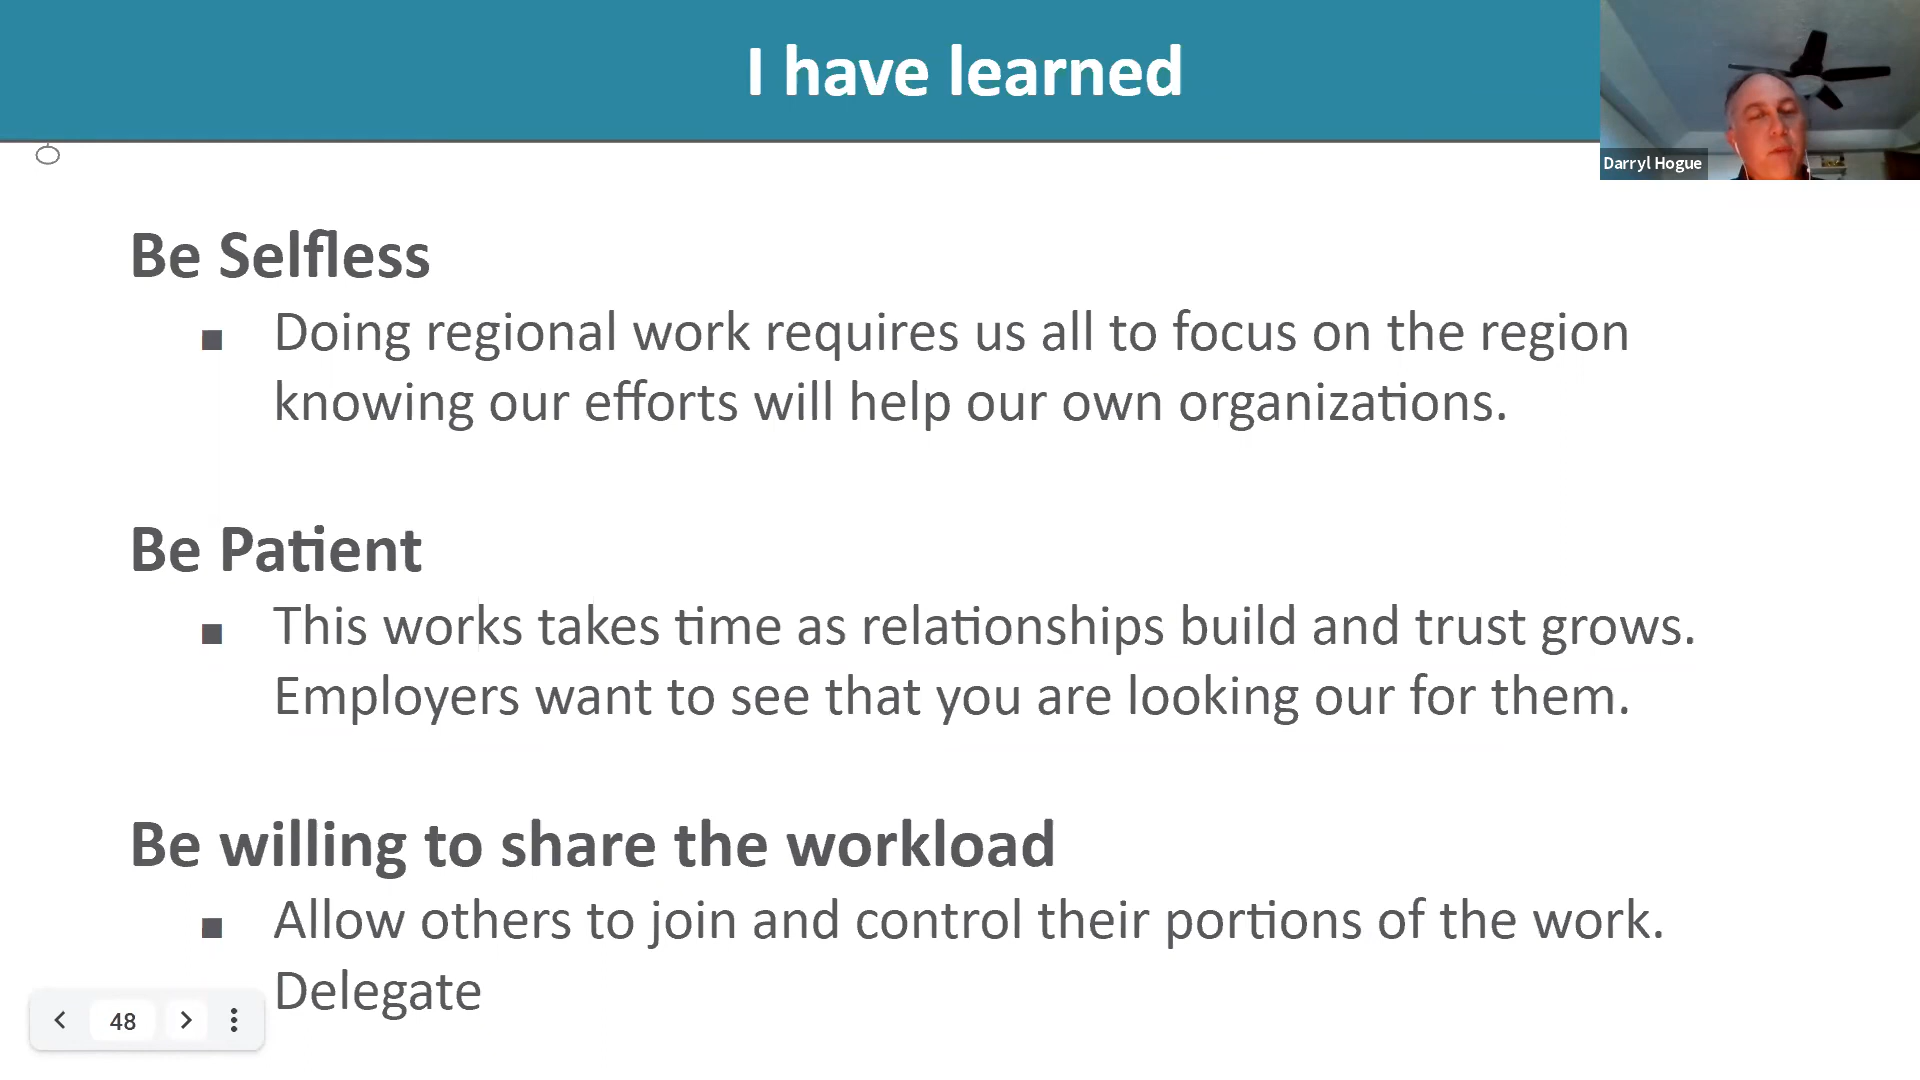 I have learned
Darryl Hogue
Be Selfless
■ Doing regional work requires us all to focus on the region
knowing our efforts will help our own organizations.
Be Patient
■ This works takes time as relationships build and trust grows.
Employers want to see that you are looking our for them.
Be willing to share the workload
■ Allow others to join and control their portions of the work.
Delegate
48